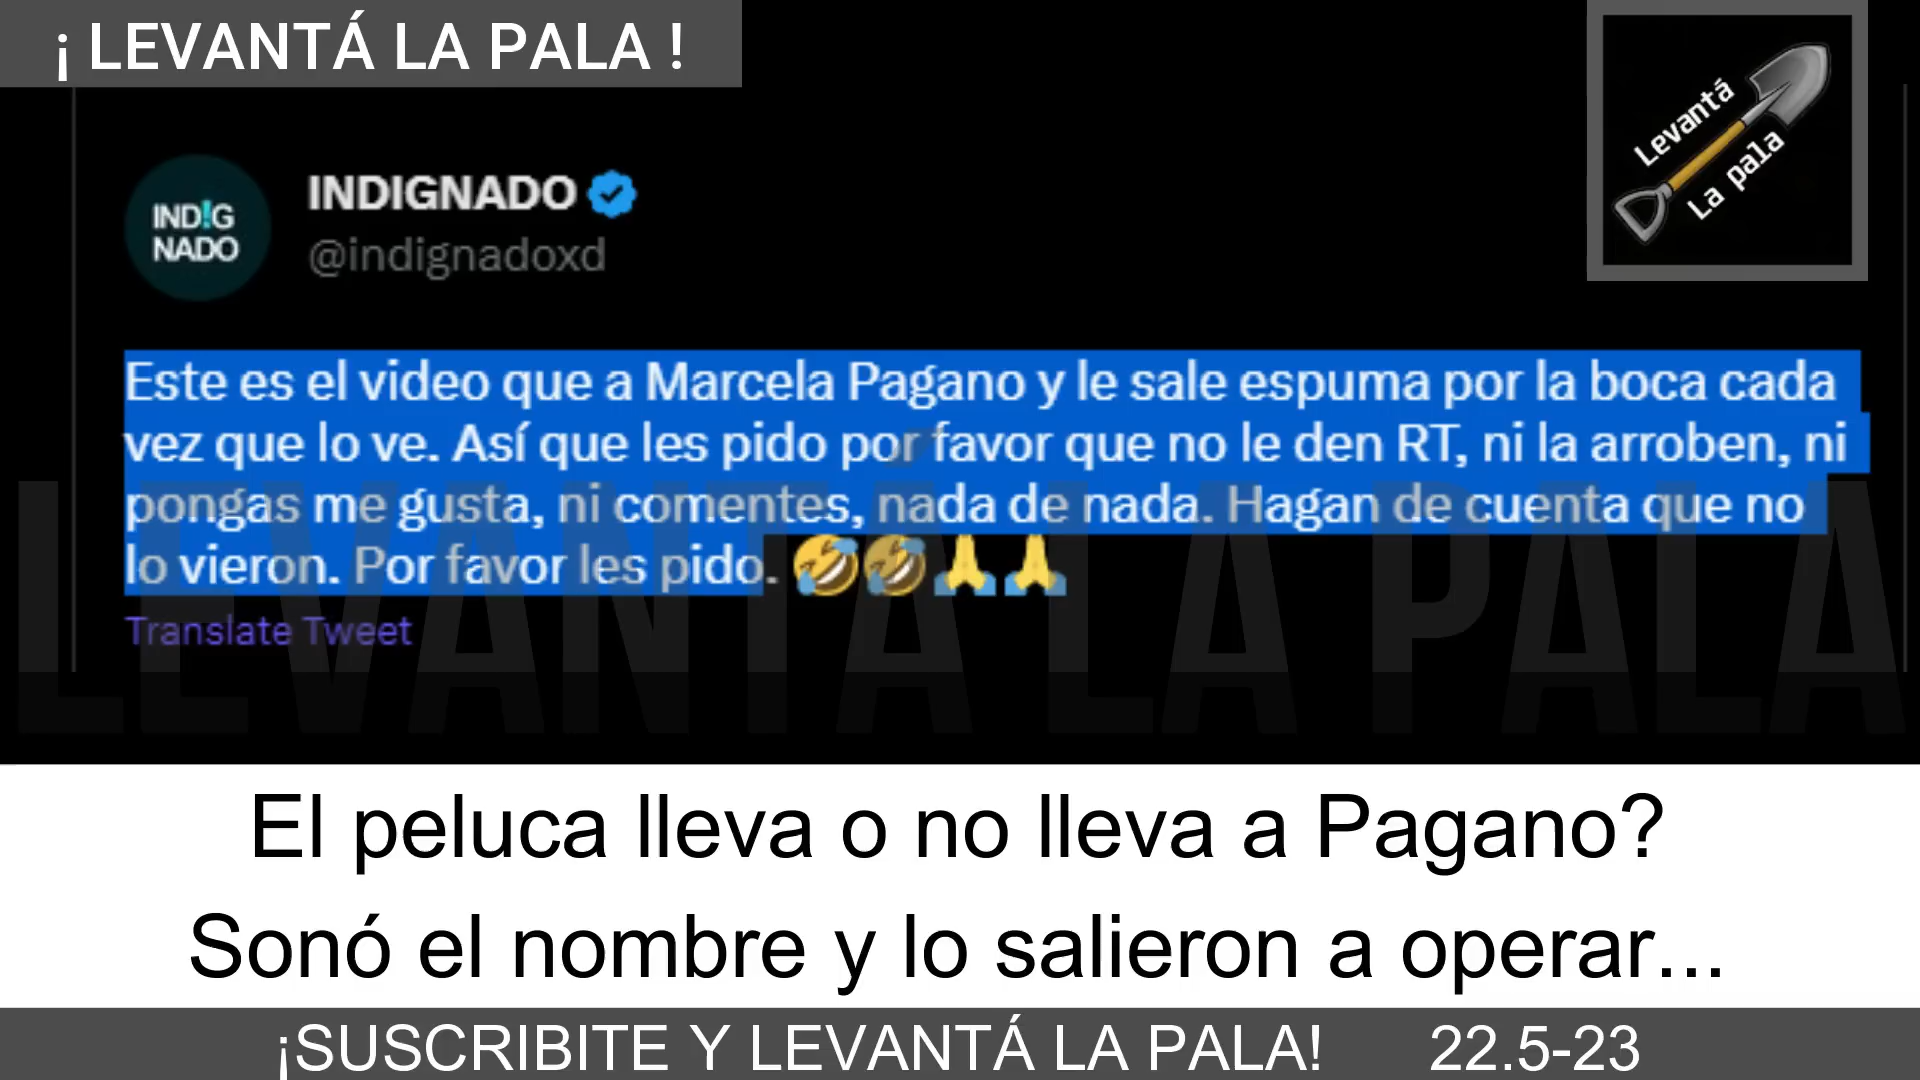 ¡ LEVANTÁ LA PALA !
Levantá
La pala
IND!G
NADO
INDIGNADO
@indignadoxd
Este es el video que a Marcela Pagano y le sale espuma por la boca cada
vez que lo ve. Así que les pido por favor que no le den RT, ni la arroben, ni
pongas me gusta, ni comentes, nada de nada. Hagan de cuenta que no
lo vieron. Por favor les pido. 🤣🤣🙏🙏
Translate Tweet
LEVANTÁ LA PALA
El peluca lleva o no lleva a Pagano?
Sonó el nombre y lo salieron a operar...
¡SUSCRIBITE Y LEVANTÁ LA PALA! 22.5-23